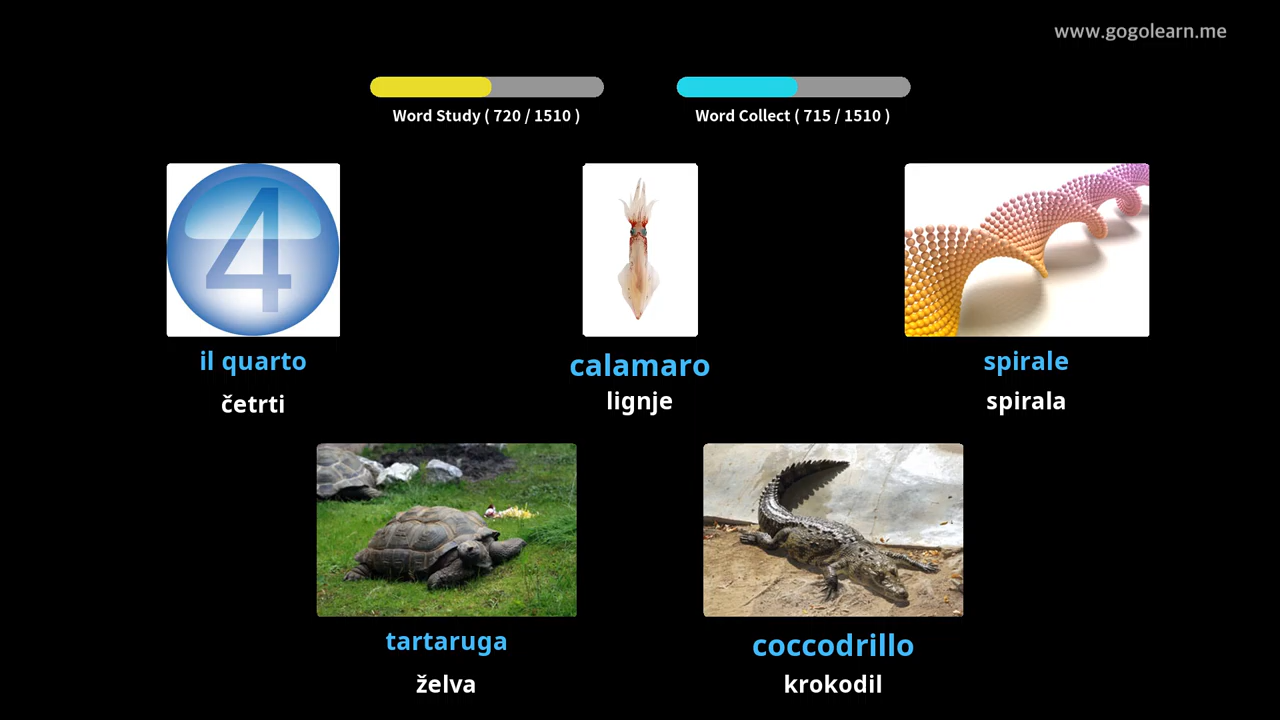 www.gogolearn.me
Word Study ( 720 / 1510 )
Word Collect ( 715 / 1510 )
4
il quarto
četrti
calamaro
lignje
spirale
spirala
tartaruga
želva
coccodrillo
krokodil